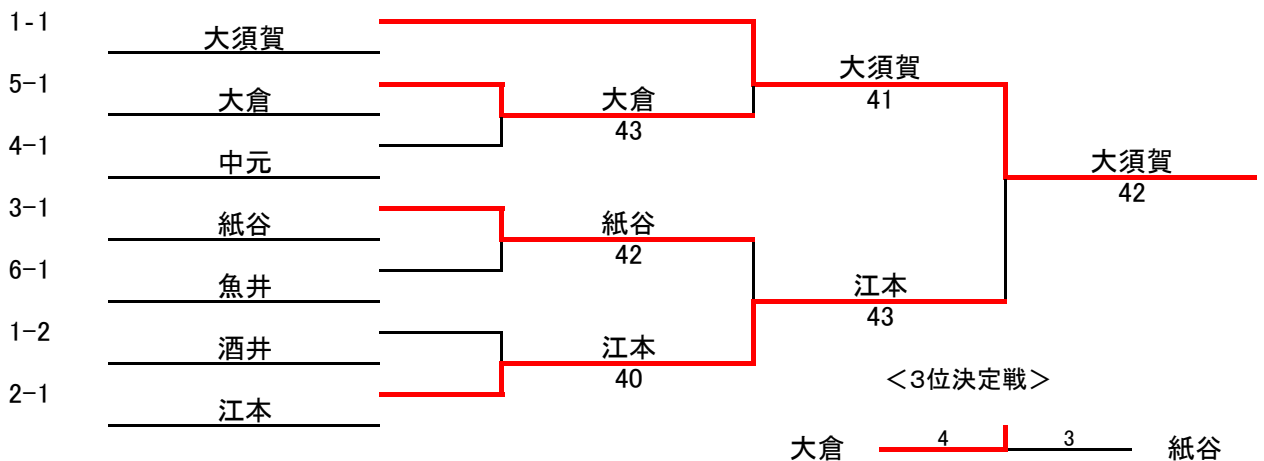 1-1
大須賀
5-1
大倉
4-1
中元
3-1
紙谷
6-1
魚井
1-2
酒井
2-1
江本
大倉
43
紙谷
42
江本
40
大須賀
41
江本
43
大須賀
42
＜3位決定戦＞
大倉 4 3 紙谷